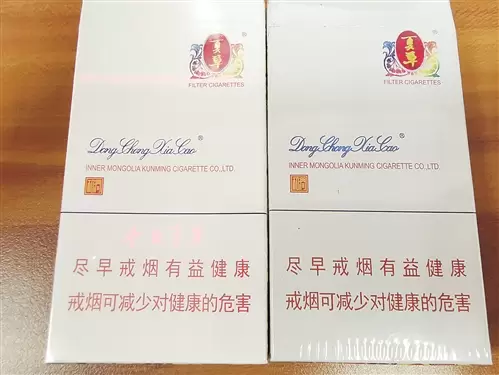 夏草
®
FILTER CIGARETTES
Dong Chong Xia Cao®
INNER MONGOLIA KUNMING CIGARETTE CO.,LTD.
尽早戒烟有益健康
戒烟可减少对健康的危害
夏草
®
FILTER CIGARETTES
Dong Chong Xia Cao®
INNER MONGOLIA KUNMING CIGARETTE CO.,LTD.
尽早戒烟有益健康
戒烟可减少对健康的危害